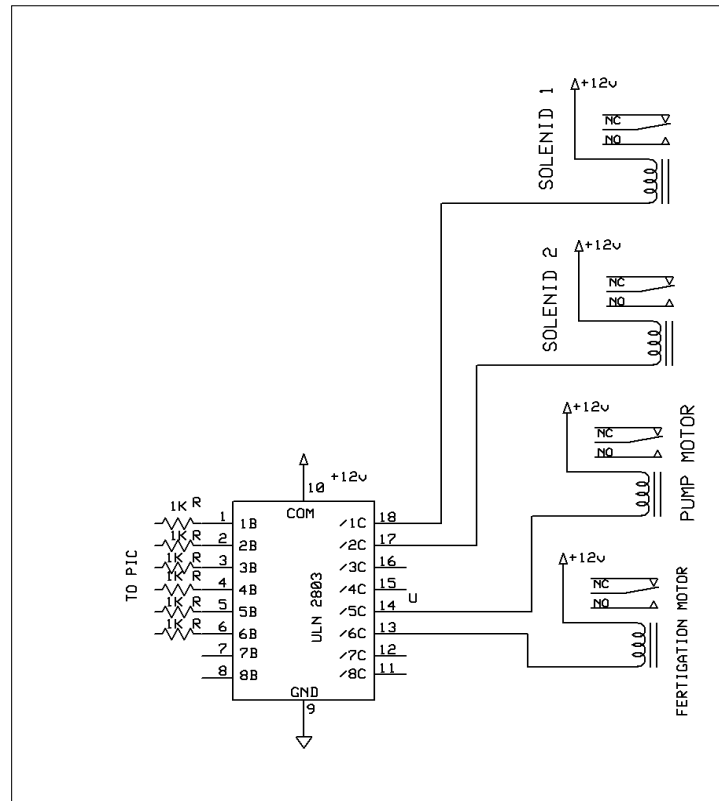 +12v
SOLENID 1
NC
NO
+12v
SOLENID 2
NC
NO
+12v
PUMP MOTOR
NC
NO
+12v
FERTIGATION MOTOR
NC
NO
+12v
10
COM
TO PIC
1K R 1 1B
1K R 2 2B
1K R 3 3B
1K R 4 4B
1K R 5 5B
1K R 6 6B
7 7B
8 8B
ULN 2803
/1C 18
/2C 17
/3C 16
/4C 15
U
/5C 14
/6C 13
/7C 12
/8C 11
GND
9